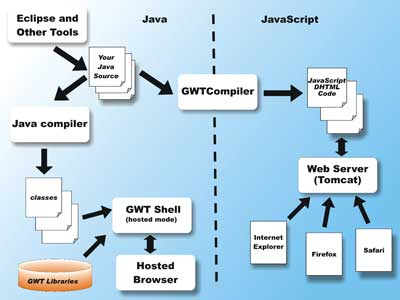 Eclipse and
Other Tools
Java
JavaScript
Your
Java
Source
GWTCompiler
JavaScript
DHTML
Code
Java compiler
Web Server
(Tomcat)
classes
GWT Shell
(hosted mode)
Internet
Explorer
Firefox
Safari
GWT Libraries
Hosted
Browser